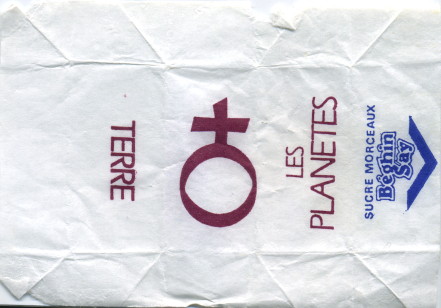 TERRE
LES
PLANETES
SUCRE MORCEAUX
Béghin
Say